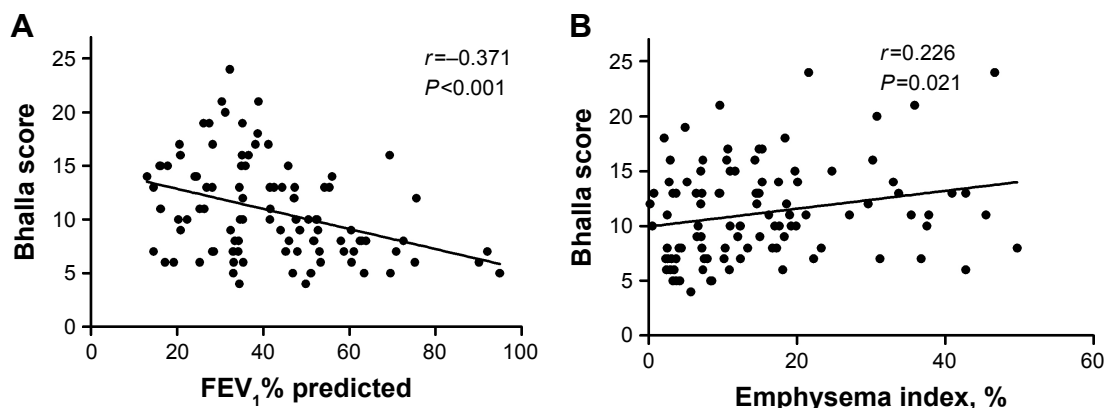 A
r=–0.371
P<0.001
Bhalla score
25
20
15
10
5
0
0 20 40 60 80 100
FEV1% predicted
B
r=0.226
P=0.021
Bhalla score
25
20
15
10
5
0
0 20 40 60
Emphysema index, %